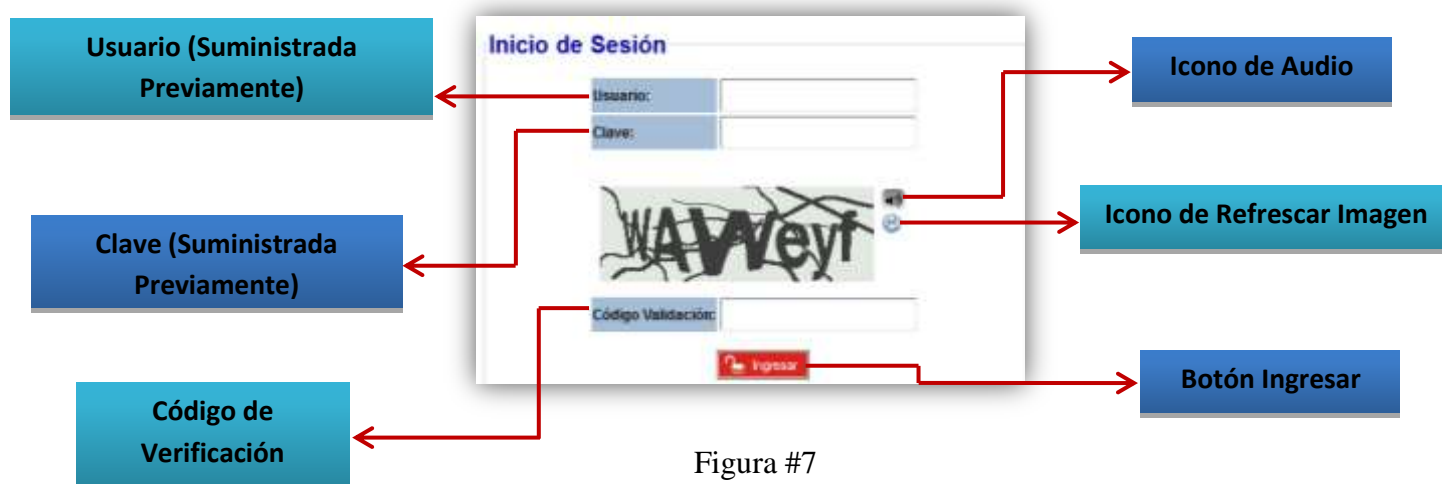 Usuario (Suministrada
Previamente)
Inicio de Sesión
Usuario:
Clave:
Icono de Audio
Clave (Suministrada
Previamente)
WAWeyf
Icono de Refrescar Imagen
Código Validación:
Ingresar
Botón Ingresar
Código de
Verificación
Figura #7